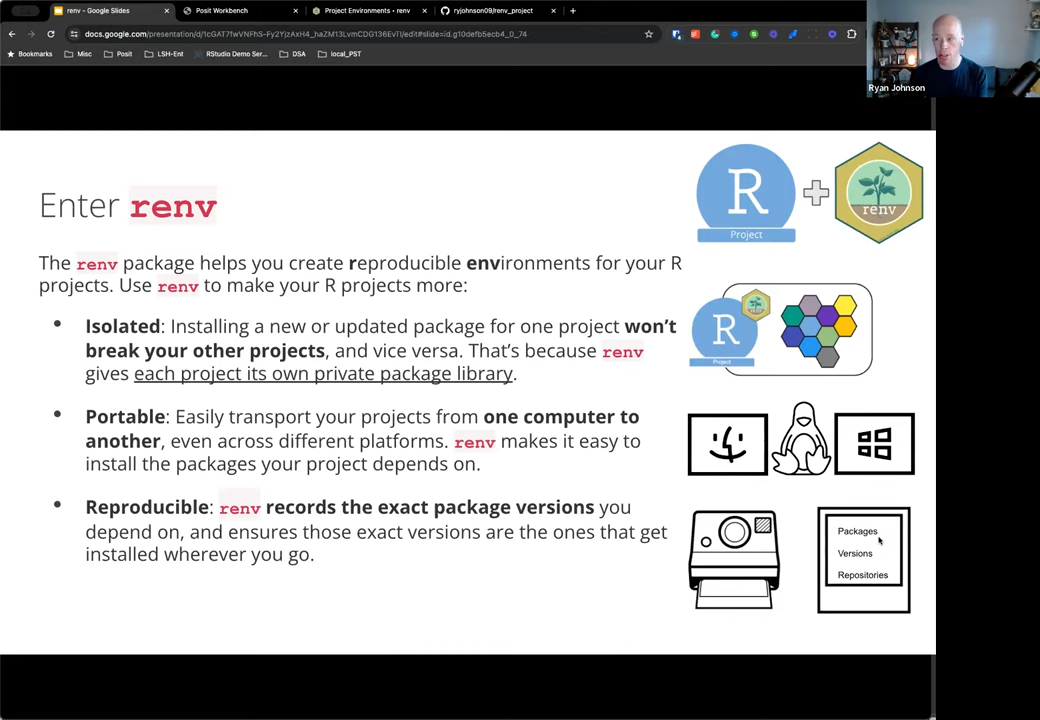 renv - Google Slides
Posit Workbench
Project Environments • renv
ryjohnson09/renv_project
Bookmarks
Misc
Posit
LSH-Ent
RStudio Demo Ser...
DSA
local_PST
Ryan Johnson
Enter renv
The renv package helps you create reproducible environments for your R
projects. Use renv to make your R projects more:
• Isolated: Installing a new or updated package for one project won't
break your other projects, and vice versa. That's because renv
gives each project its own private package library.
• Portable: Easily transport your projects from one computer to
another, even across different platforms. renv makes it easy to
install the packages your project depends on.
• Reproducible: renv records the exact package versions you
depend on, and ensures those exact versions are the ones that get
installed wherever you go.
R
Project
renv
R
Project
Packages
Versions
Repositories